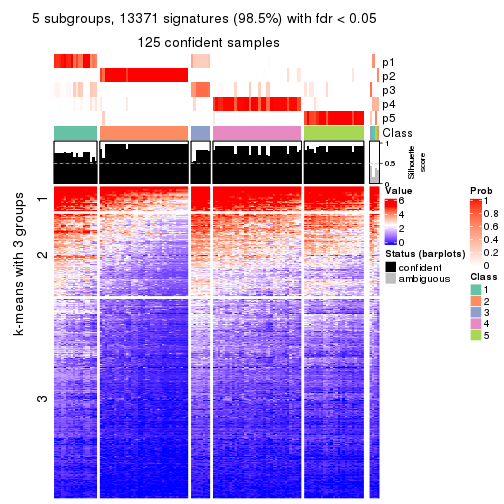 5 subgroups, 13371 signatures (98.5%) with fdr < 0.05
125 confident samples
p1
p2
p3
p4
p5
Class
1
0.5
0
Silhouette
score
k-means with 3 groups
1
2
3
Value
6
4
2
0
Status (barplots)
confident
ambiguous
Prob
1
0.8
0.6
0.4
0.2
0
Class
1
2
3
4
5